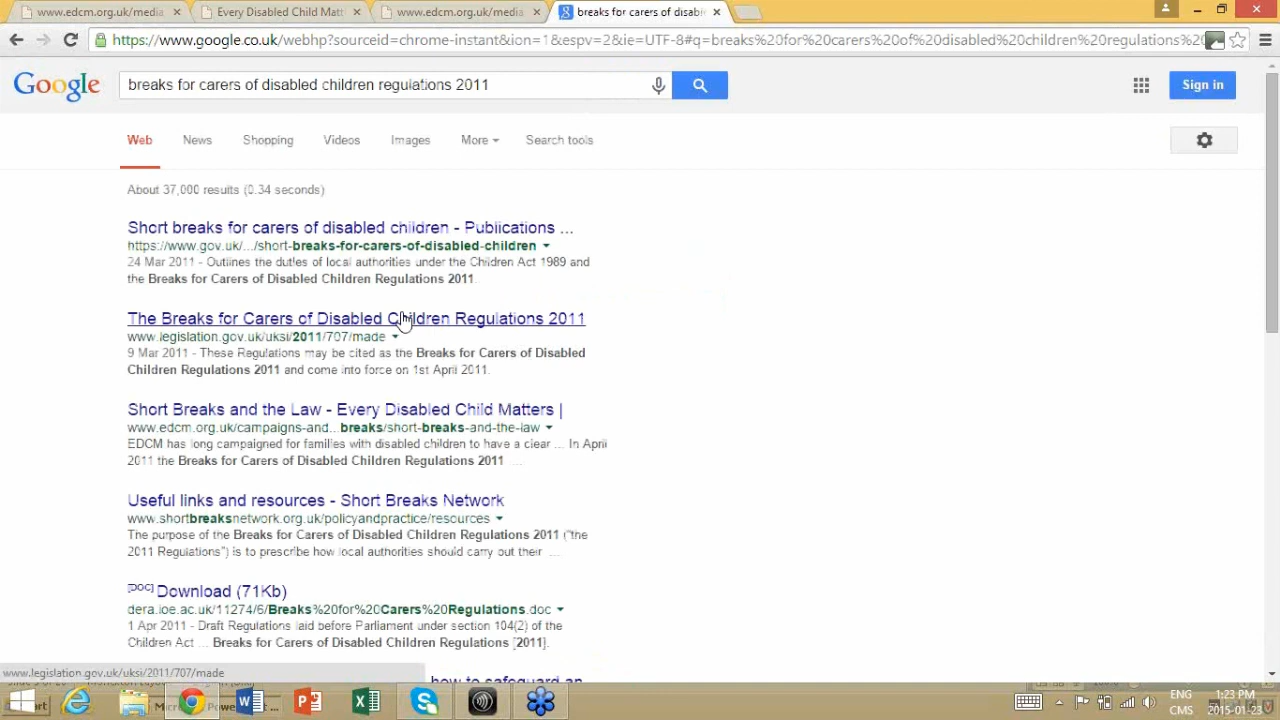 www.edcm.org.uk/media
Every Disabled Child Matt
www.edcm.org.uk/media
breaks for carers of disabl
https://www.google.co.uk/webhp?sourceid=chrome-instant&ion=1&espv=2&ie=UTF-8#q=breaks%20for%20carers%20of%20disabled%20children%20regulations%20
Google
breaks for carers of disabled children regulations 2011
Sign in
Web
News
Shopping
Videos
Images
More
Search tools
About 37,000 results (0.34 seconds)
Short breaks for carers of disabled children - Publications ...
https://www.gov.uk/.../short-breaks-for-carers-of-disabled-children
24 Mar 2011 - Outlines the duties of local authorities under the Children Act 1989 and
the Breaks for Carers of Disabled Children Regulations 2011.
The Breaks for Carers of Disabled Children Regulations 2011
www.legislation.gov.uk/uksi/2011/707/made
9 Mar 2011 - These Regulations may be cited as the Breaks for Carers of Disabled
Children Regulations 2011 and come into force on 1st April 2011.
Short Breaks and the Law - Every Disabled Child Matters |
www.edcm.org.uk/campaigns-and...breaks/short-breaks-and-the-law
EDCM has long campaigned for families with disabled children to have a clear ... In April
2011 the Breaks for Carers of Disabled Children Regulations 2011 ...
Useful links and resources - Short Breaks Network
www.shortbreaksnetwork.org.uk/policyandpractice/resources
The purpose of the Breaks for Carers of Disabled Children Regulations 2011 ("the
2011 Regulations") is to prescribe how local authorities should carry out their ...
[DOC] Download (71Kb)
dera.ioe.ac.uk/11274/6/Breaks%20for%20Carers%20Regulations.doc
1 Apr 2011 - Draft Regulations laid before Parliament under section 104(2) of the
Children Act ... Breaks for Carers of Disabled Children Regulations [2011].
how to safeguard an
www.legislation.gov.uk/uksi/2011/707/made
ENG
CMS
1:23 PM
2015-01-23